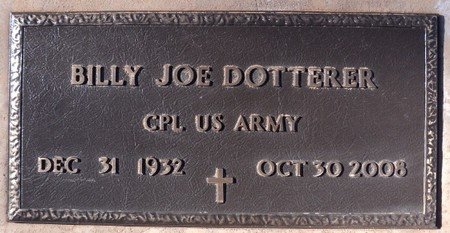 BILLY JOE DOTTERER
CPL US ARMY
DEC 31 1932 OCT 30 2008